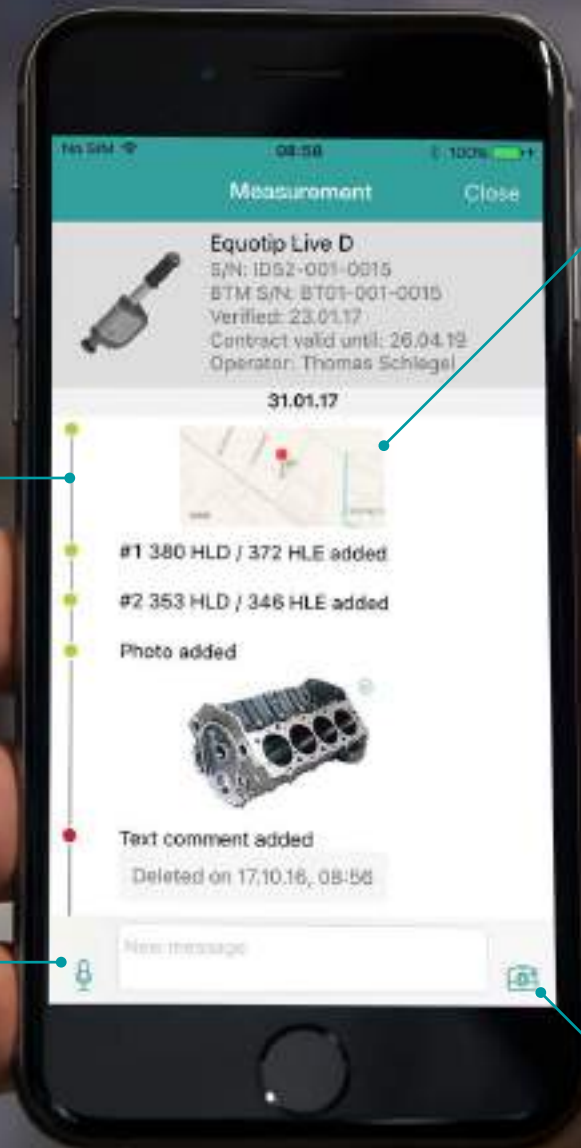 No SIM 08:56 100%
Measurement Close
Equotip Live D
S/N: IDS2-001-0015
BTM S/N: BT01-001-0015
Verified: 23.01.17
Contract valid until: 26.04.19
Operator: Thomas Schlegel
31.01.17
#1 380 HLD / 372 HLE added
#2 353 HLD / 346 HLE added
Photo added
Text comment added
Deleted on 17.10.16, 08:56
New message